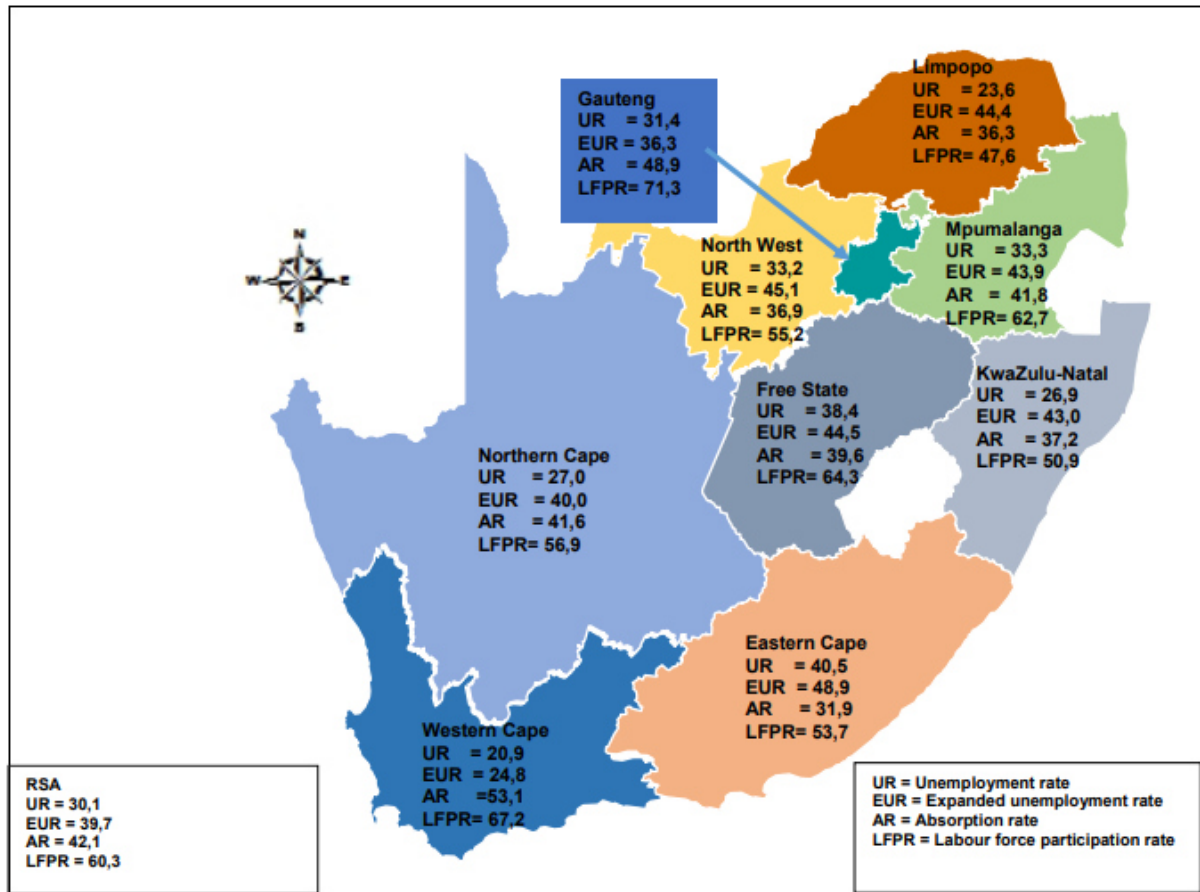 Limpopo
UR = 23,6
EUR = 44,4
AR = 36,3
LFPR= 47,6
Gauteng
UR = 31,4
EUR = 36,3
AR = 48,9
LFPR= 71,3
Mpumalanga
UR = 33,3
EUR = 43,9
AR = 41,8
LFPR= 62,7
North West
UR = 33,2
EUR = 45,1
AR = 36,9
LFPR= 55,2
N
W
E
S
KwaZulu-Natal
UR = 26,9
EUR = 43,0
AR = 37,2
LFPR= 50,9
Free State
UR = 38,4
EUR = 44,5
AR = 39,6
LFPR= 64,3
Northern Cape
UR = 27,0
EUR = 40,0
AR = 41,6
LFPR= 56,9
Eastern Cape
UR = 40,5
EUR = 48,9
AR = 31,9
LFPR= 53,7
Western Cape
UR = 20,9
EUR = 24,8
AR =53,1
LFPR= 67,2
RSA
UR = 30,1
EUR = 39,7
AR = 42,1
LFPR = 60,3
UR = Unemployment rate
EUR = Expanded unemployment rate
AR = Absorption rate
LFPR = Labour force participation rate